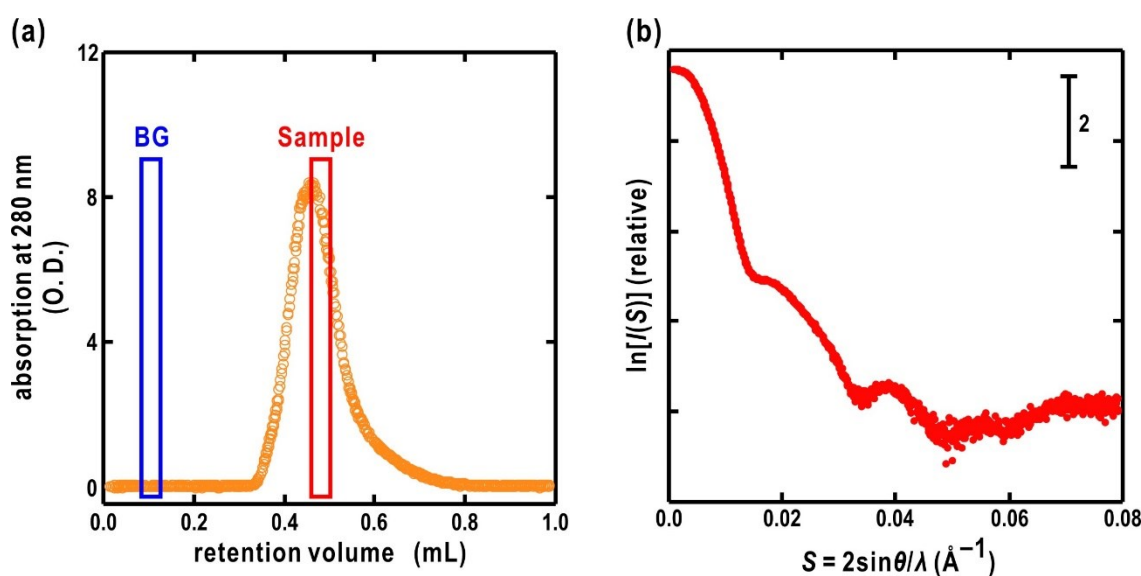 (a)
12
8
4
0
absorption at 280 nm
(O. D.)
BG
Sample
0.0 0.2 0.4 0.6 0.8 1.0
retention volume (mL)
(b)
2
ln[I(S)] (relative)
0.00 0.02 0.04 0.06 0.08
S = 2sinθ/λ (Å⁻¹)